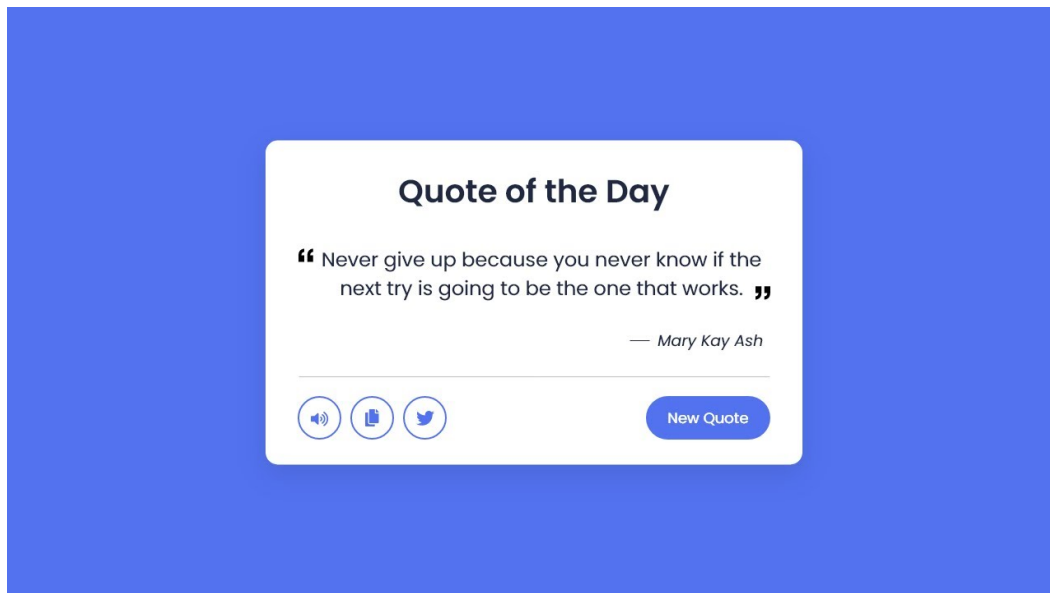 Quote of the Day
“ Never give up because you never know if the
next try is going to be the one that works. ”
— Mary Kay Ash
New Quote